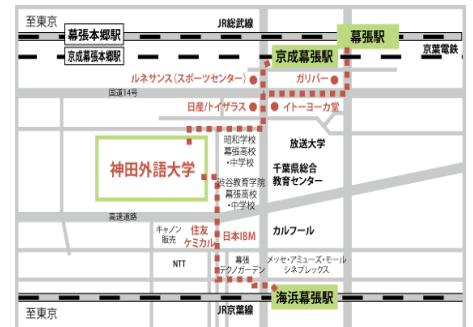 至東京
JR総武線
幕張本郷駅
幕張駅
京成幕張本郷駅
京成幕張駅
京葉電鉄
ルネサンス(スポーツセンター)
ガリバー
国道14号
日産/トイザラス
イトーヨーカ堂
昭和学校
幕張高校
・中学校
放送大学
神田外語大学
千葉県総合
教育センター
渋谷教育学院
幕張高校
・中学校
高速道路
キャノン
販売
住友
ケミカル
日本IBM
カルフール
NTT
幕張
テクノガーデン
メッセ・アミューズ・モール
シネプレックス
海浜幕張駅
至東京
JR京葉線